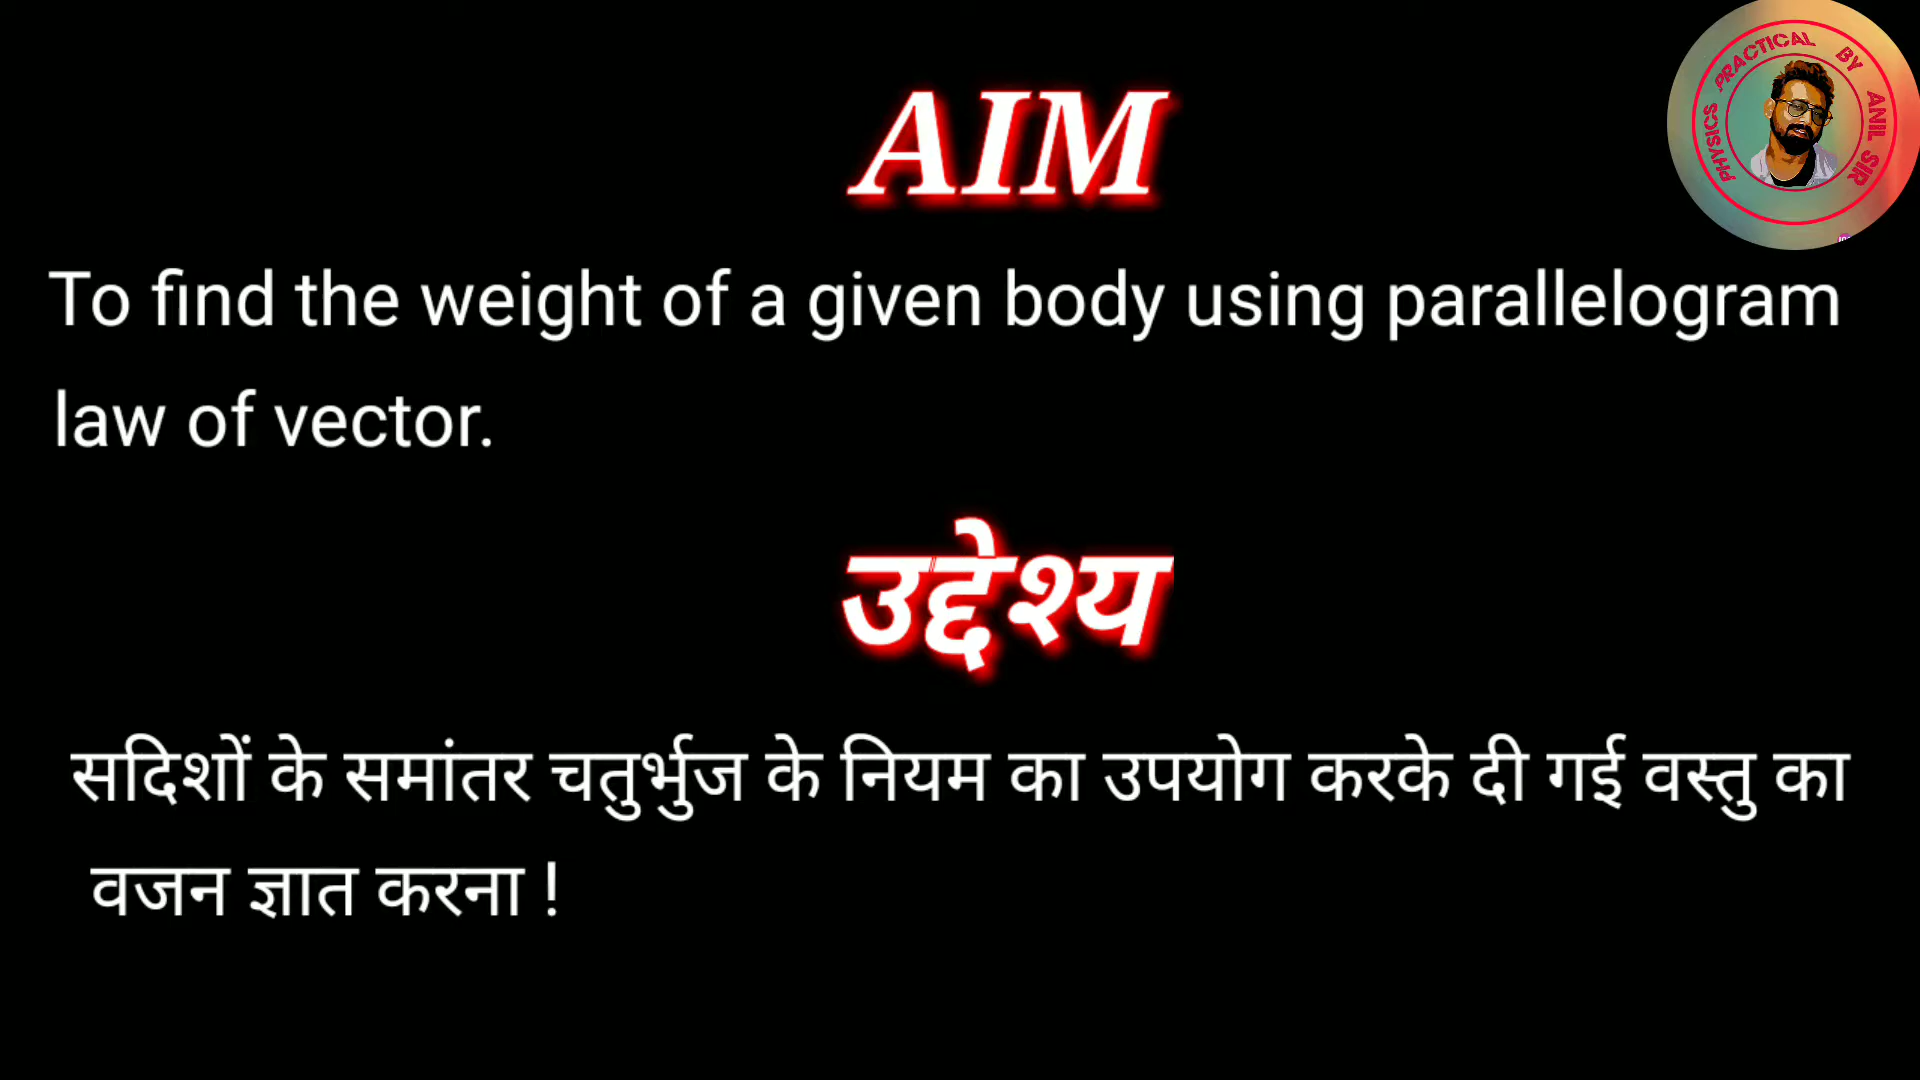 AIM
PHYSICS PRACTICAL BY ANIL SIR
To find the weight of a given body using parallelogram
law of vector.
उद्देश्य
सदिशों के समांतर चतुर्भुज के नियम का उपयोग करके दी गई वस्तु का
वजन ज्ञात करना !